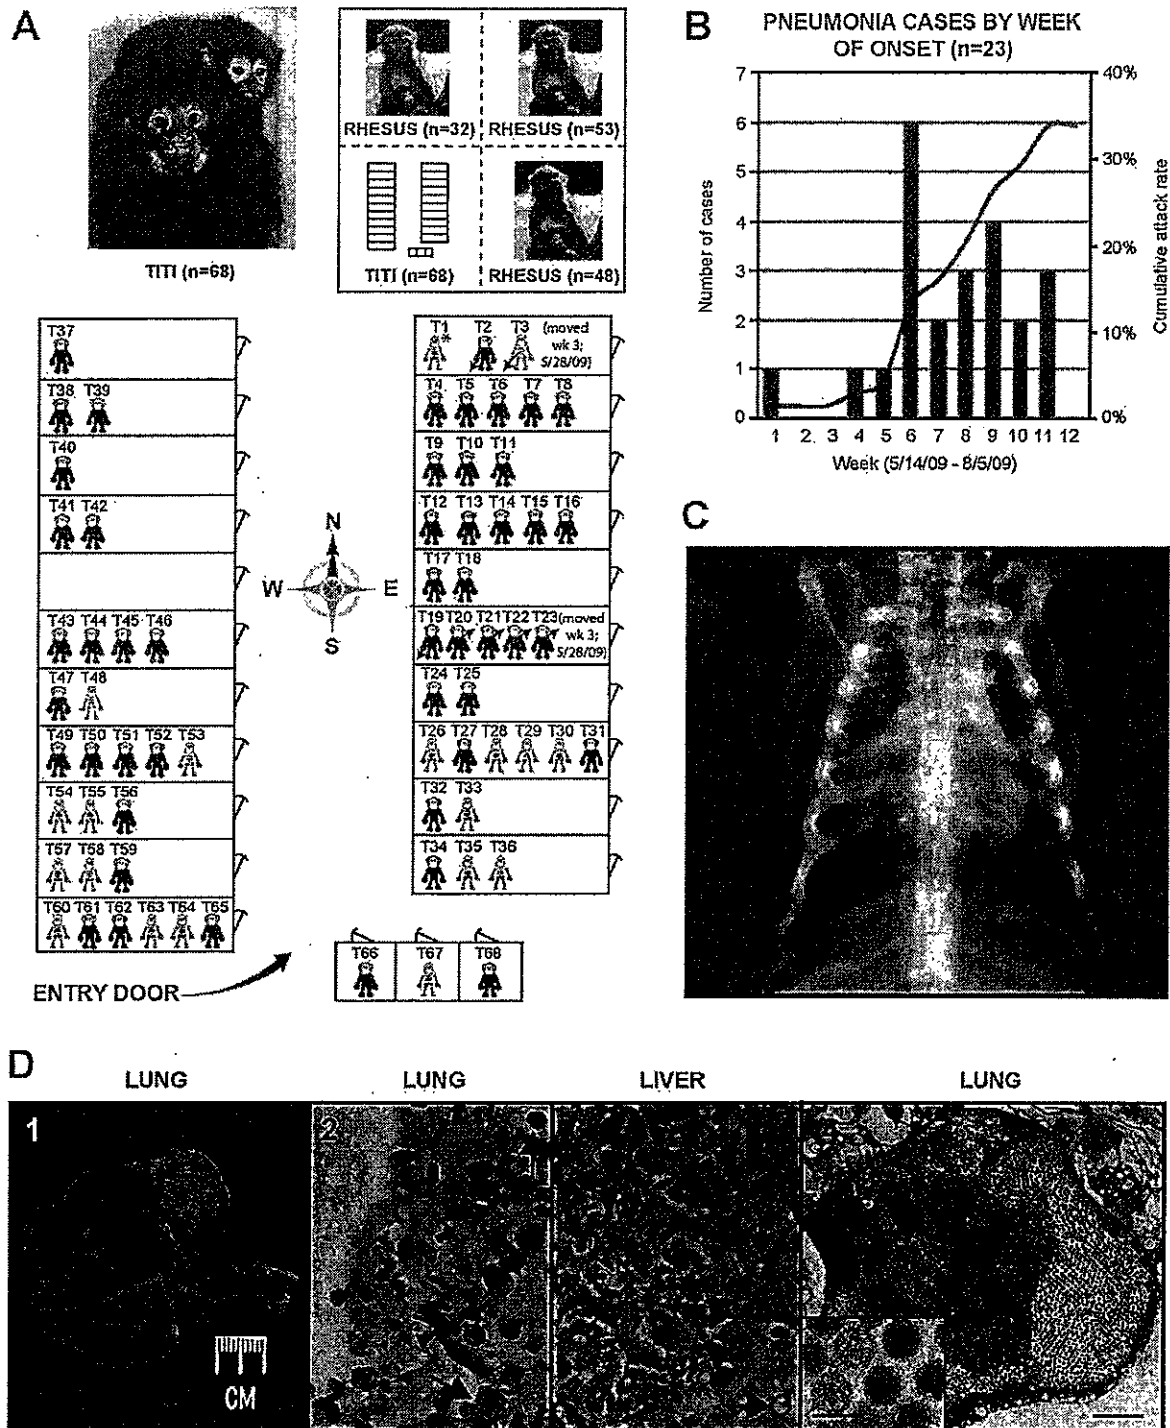 A
TITI (n=68)
RHESUS (n=32)
RHESUS (n=53)
TITI (n=68)
RHESUS (n=48)
T37
T38 T39
T40
T41 T42
T43 T44 T45 T46
T47 T48
T49 T50 T51 T52 T53
T54 T55 T56
T57 T58 T59
T60 T61 T62 T63 T64 T65
N
W E
S
T1* T2 T3 (moved
wk 3;
5/28/09)
T4 T5 T6 T7 T8
T9 T10 T11
T12 T13 T14 T15 T16
T17 T18
T19 T20 T21 T22 T23 (moved
wk 3;
5/28/09)
T24 T25
T26 T27 T28 T29 T30 T31
T32 T33
T34 T35 T36
T66 T67 T68
ENTRY DOOR
B
PNEUMONIA CASES BY WEEK
OF ONSET (n=23)
Number of cases
7
6
5
4
3
2
1
0
40%
30%
20%
10%
0%
Cumulative attack rate
1 2 3 4 5 6 7 8 9 10 11 12
Week (5/14/09 - 8/5/09)
C
D
LUNG LUNG LIVER LUNG
1
CM
2